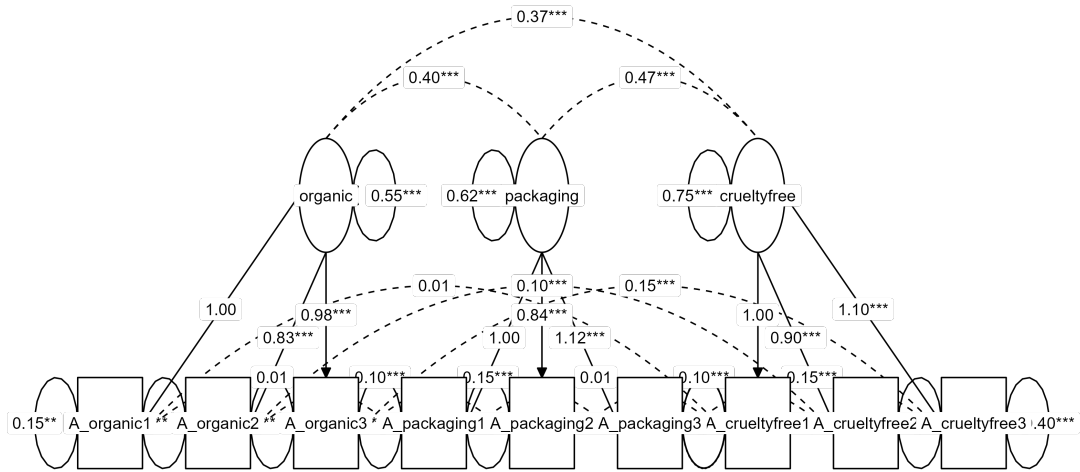 0.37***
0.40*** 0.47***
organic 0.55*** 0.62*** packaging 0.75*** crueltyfree
0.01 0.10*** 0.15***
1.00 0.98*** 0.84*** 1.00 1.10***
0.83*** 1.00 1.12*** 0.90***
0.01 0.10*** 0.15*** 0.01 0.10*** 0.15***
0.15** A_organic1 ** A_organic2 ** A_organic3 * A_packaging1 A_packaging2 A_packaging3 A_crueltyfree1 A_crueltyfree2 A_crueltyfree3 .40***